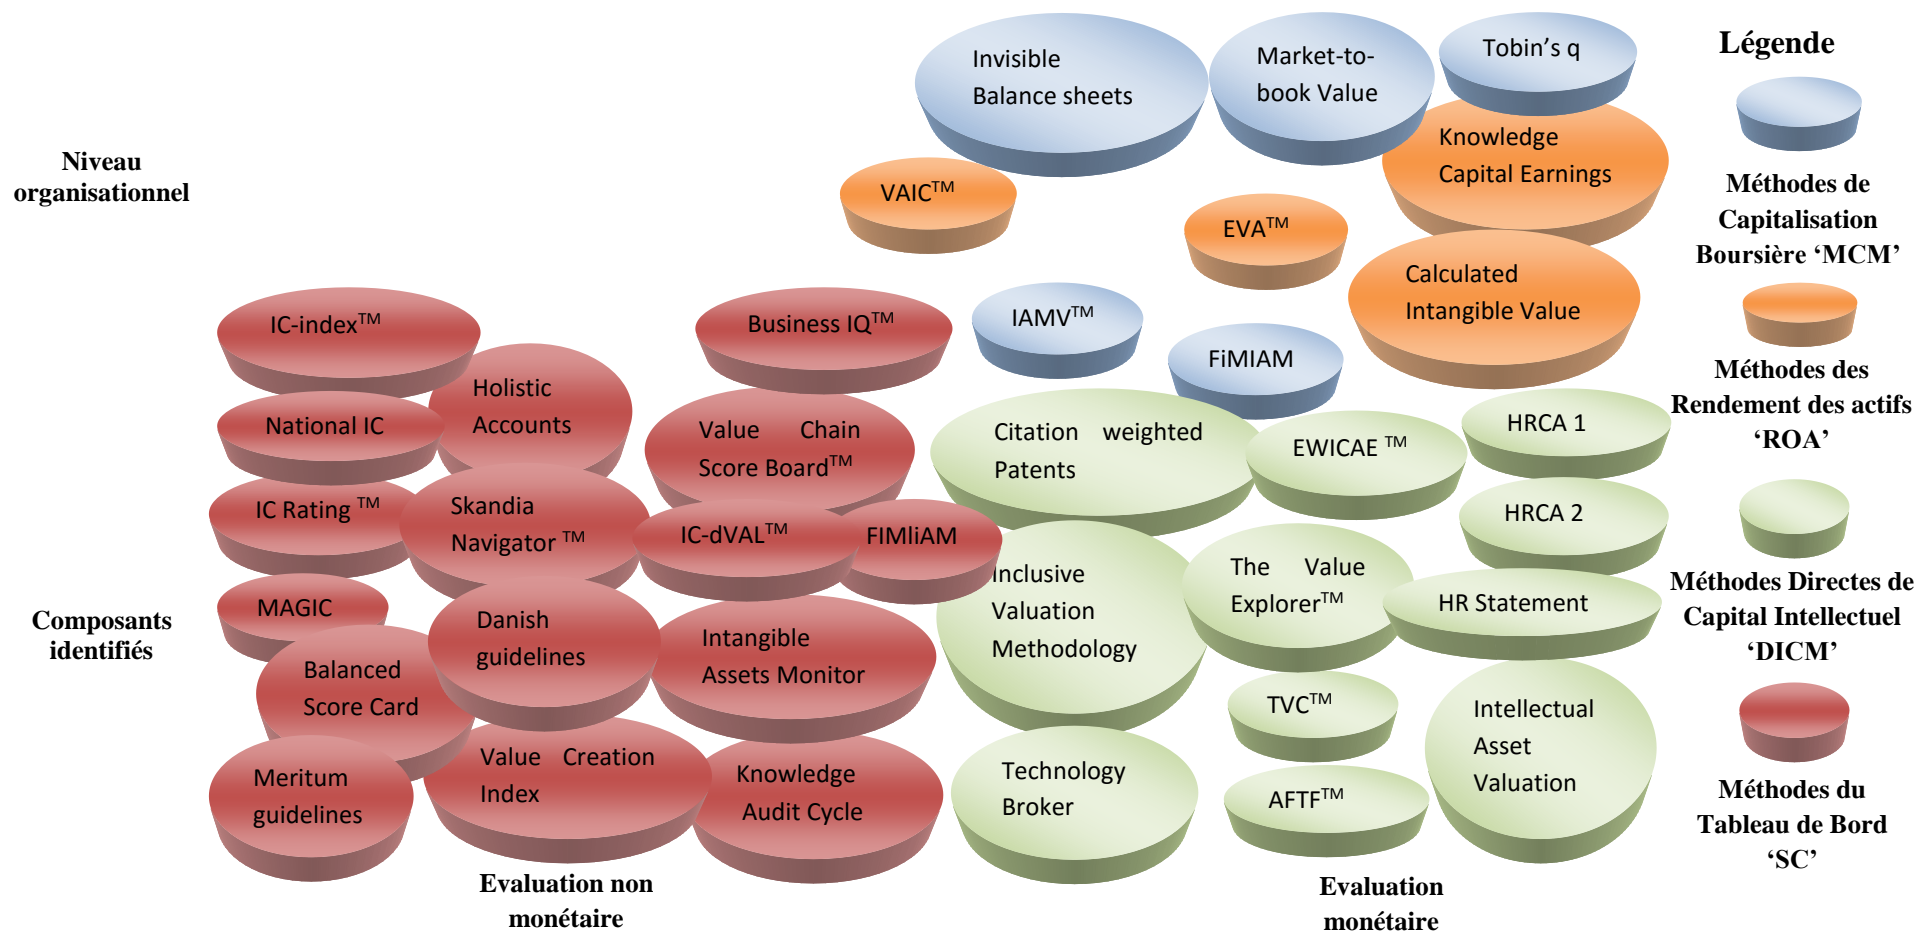 Invisible
Balance sheets
Market-to-
book Value
Tobin’s q
Légende
Niveau
organisationnel
VAIC™
EVA™
Knowledge
Capital Earnings
Méthodes de
Capitalisation
Boursière ‘MCM’
Calculated
Intangible Value
IC-index™
Business IQ™
IAMV™
FiMIAM
Méthodes des
Rendement des actifs
‘ROA’
Holistic
Accounts
National IC
Value Chain
Score Board™
Citation weighted
Patents
EWICAE ™
HRCA 1
IC Rating ™
Skandia
Navigator ™
IC-dVAL™
FIMliAM
HRCA 2
Inclusive
Valuation
Methodology
The Value
Explorer™
HR Statement
Méthodes Directes de
Capital Intellectuel
‘DICM’
Composants
identifiés
MAGIC
Danish
guidelines
Intangible
Assets Monitor
Balanced
Score Card
TVC™
Intellectual
Asset
Valuation
Meritum
guidelines
Value Creation
Index
Knowledge
Audit Cycle
Technology
Broker
AFTF™
Méthodes du
Tableau de Bord
‘SC’
Evaluation non
monétaire
Evaluation
monétaire